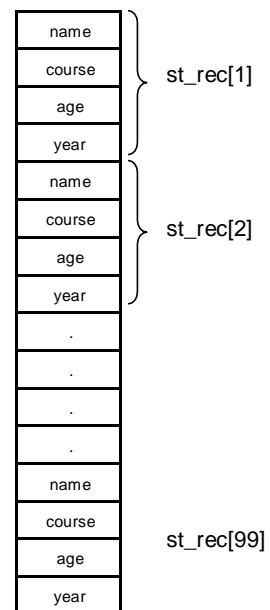 name
course
st_rec[1]
age
year
name
course
st_rec[2]
age
year
.
.
.
.
name
course
st_rec[99]
age
year